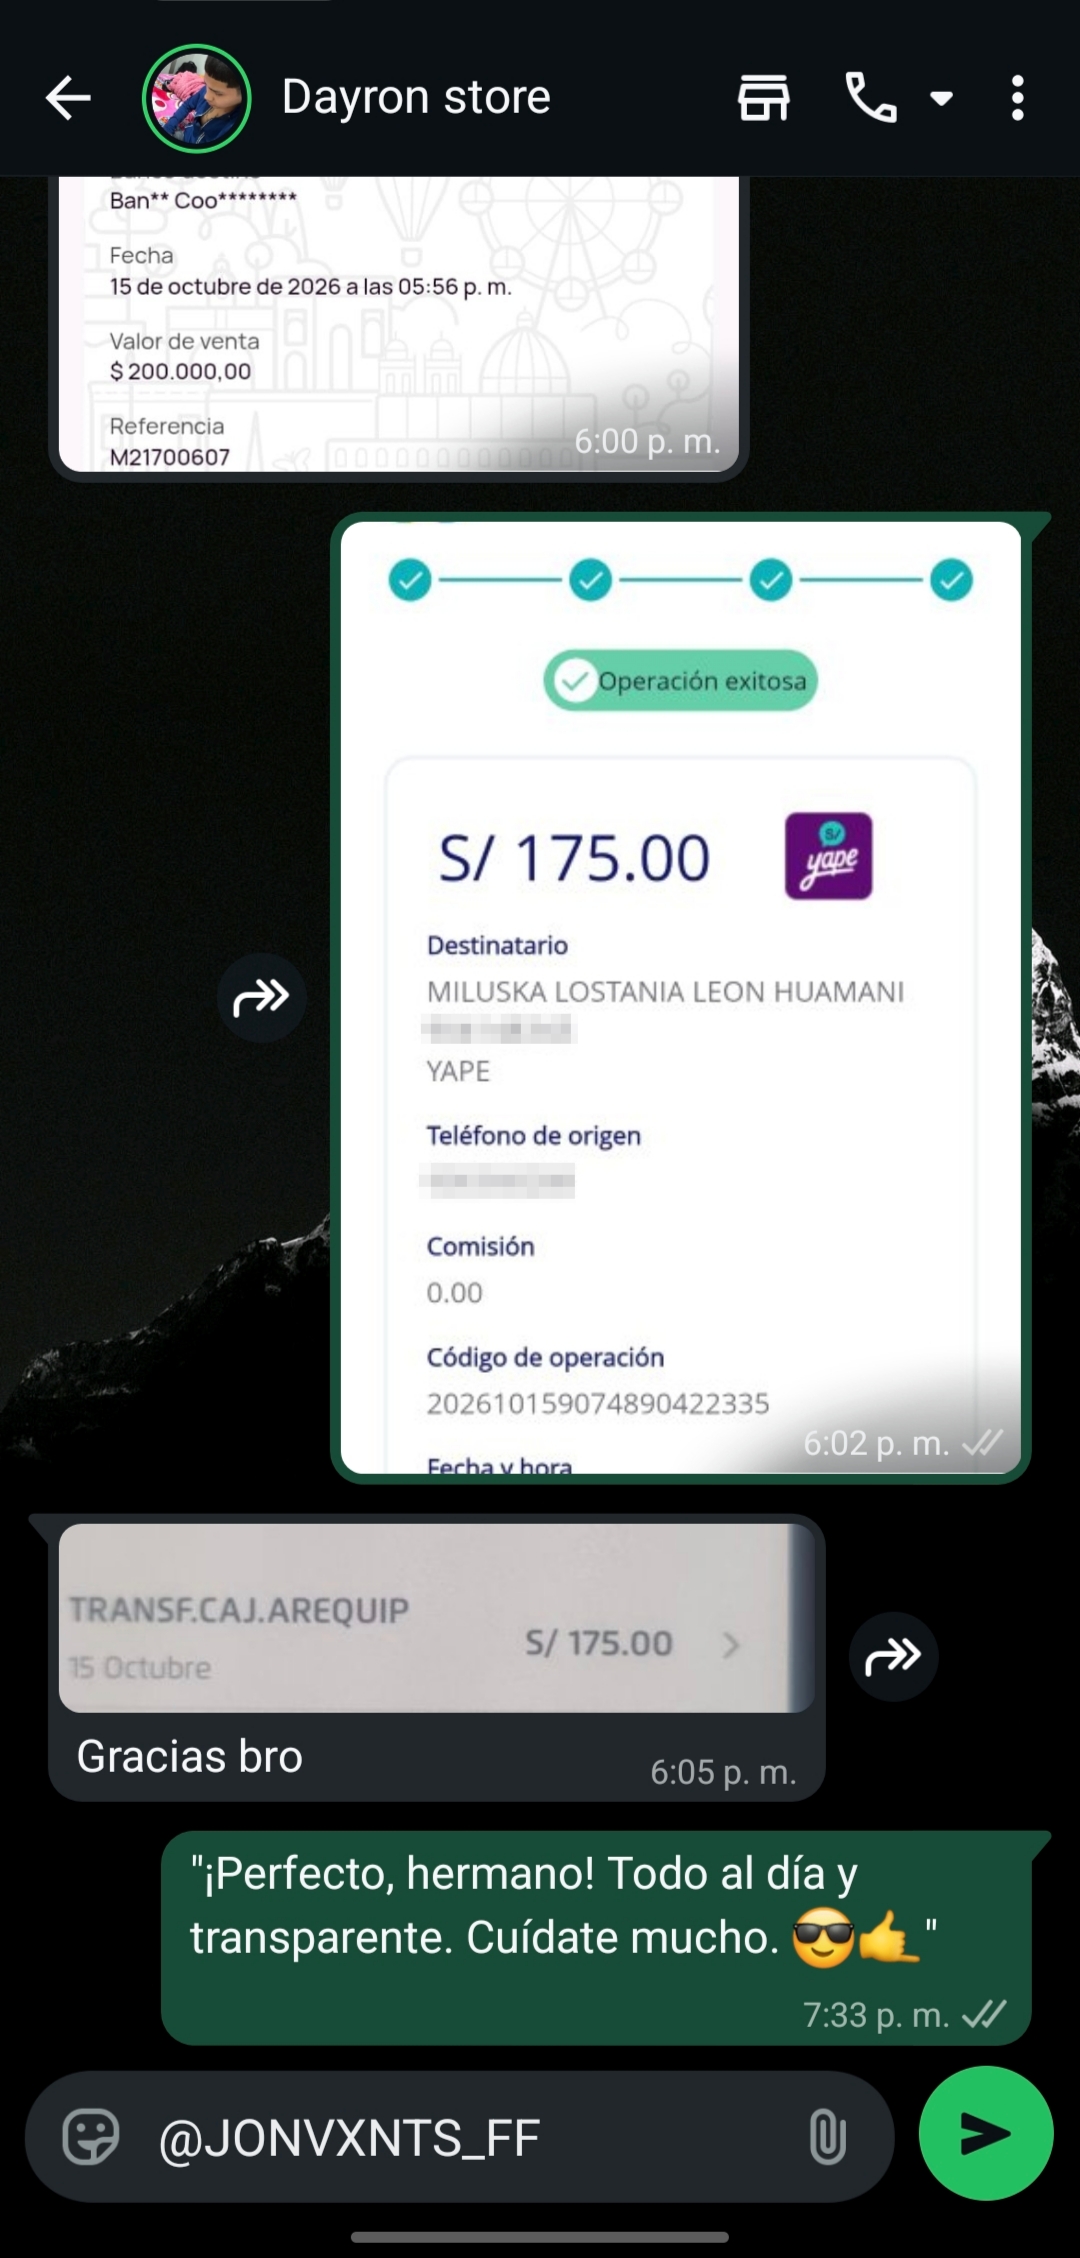 Dayron store
Ban** Coo********
Fecha
15 de octubre de 2026 a las 05:56 p. m.
Valor de venta
$ 200.000,00
Referencia
M21700607
6:00 p. m.
Operación exitosa
S/ 175.00
S/
yape
Destinatario
MILUSKA LOSTANIA LEON HUAMANI
YAPE
Teléfono de origen
Comisión
0.00
Código de operación
202610159074890422335
Fecha y hora
6:02 p. m.
TRANSF.CAJ.AREQUIP
S/ 175.00
15 Octubre
Gracias bro
6:05 p. m.
"¡Perfecto, hermano! Todo al día y
transparente. Cuídate mucho. 😎🤙"
7:33 p. m.
@JONVXNTS_FF